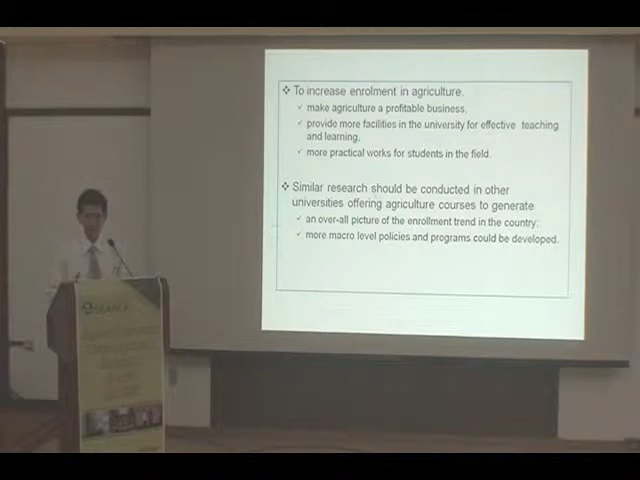 ❖ To increase enrolment in agriculture.
✓ make agriculture a profitable business.
✓ provide more facilities in the university for effective teaching
and learning.
✓ more practical works for students in the field.
❖ Similar research should be conducted in other
universities offering agriculture courses to generate
✓ an over-all picture of the enrollment trend in the country.
✓ more macro level policies and programs could be developed.